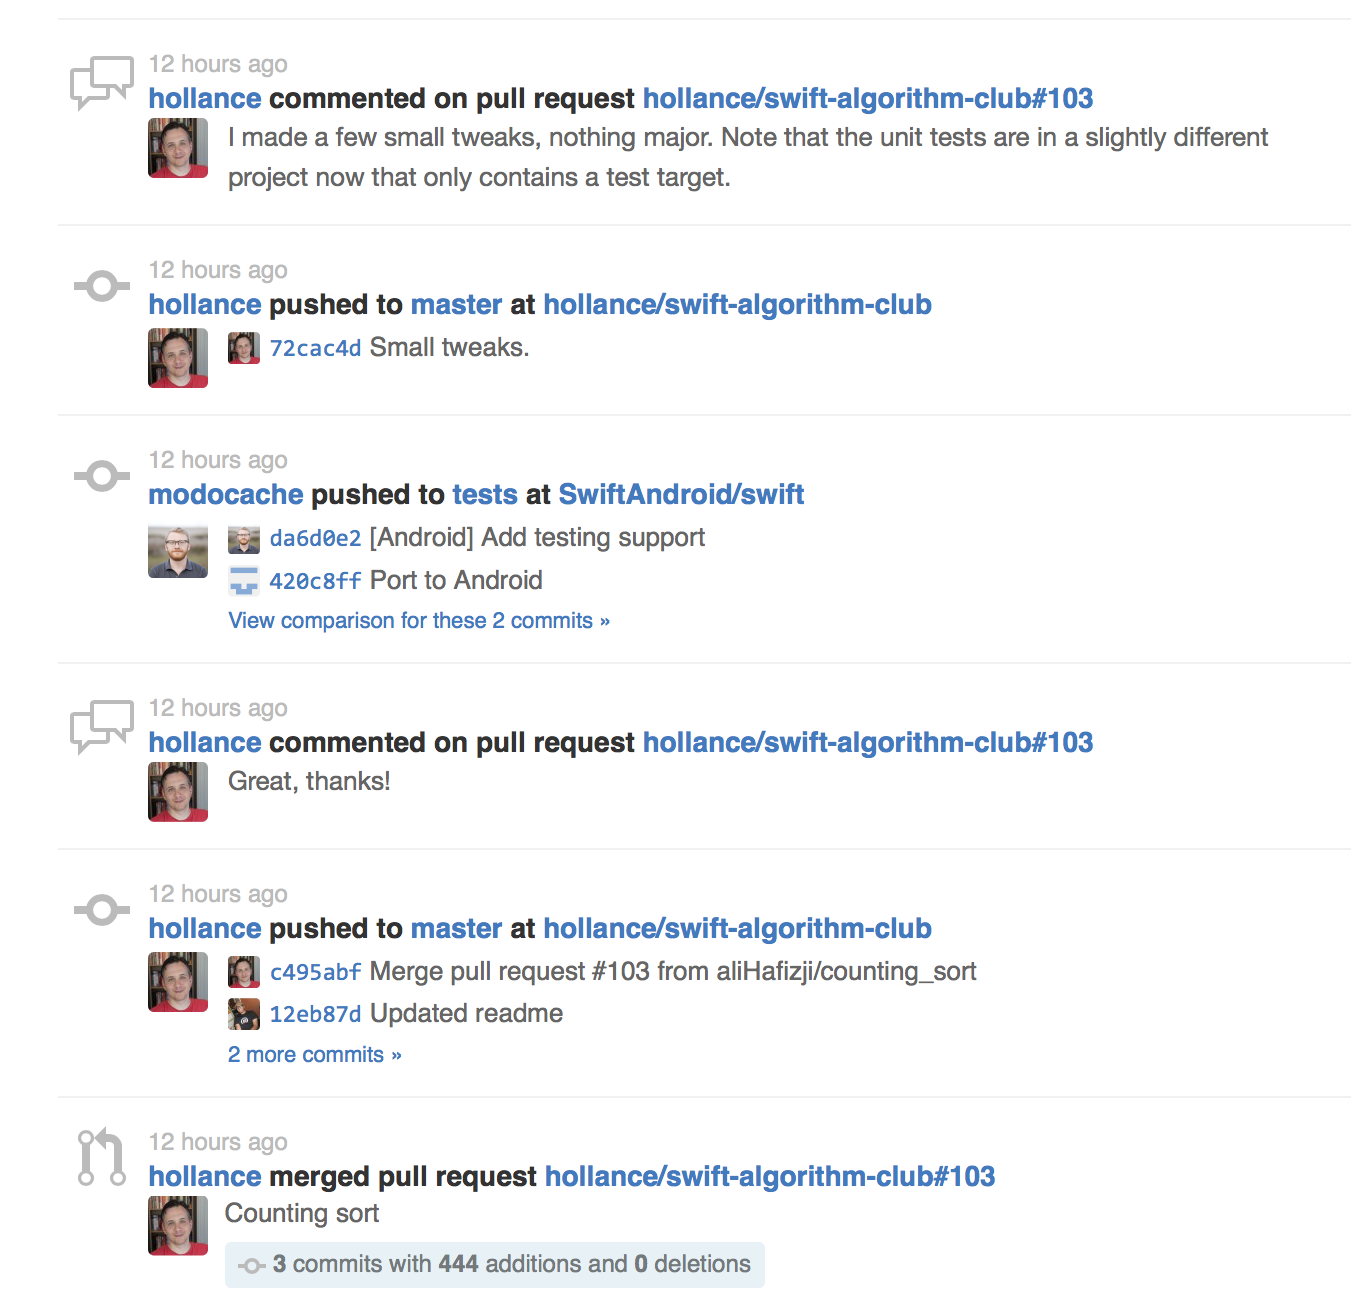 12 hours ago
hollance commented on pull request hollance/swift-algorithm-club#103
I made a few small tweaks, nothing major. Note that the unit tests are in a slightly different
project now that only contains a test target.
12 hours ago
hollance pushed to master at hollance/swift-algorithm-club
72cac4d Small tweaks.
12 hours ago
modocache pushed to tests at SwiftAndroid/swift
da6d0e2 [Android] Add testing support
420c8ff Port to Android
View comparison for these 2 commits »
12 hours ago
hollance commented on pull request hollance/swift-algorithm-club#103
Great, thanks!
12 hours ago
hollance pushed to master at hollance/swift-algorithm-club
c495abf Merge pull request #103 from aliHafizji/counting_sort
12eb87d Updated readme
2 more commits »
12 hours ago
hollance merged pull request hollance/swift-algorithm-club#103
Counting sort
3 commits with 444 additions and 0 deletions